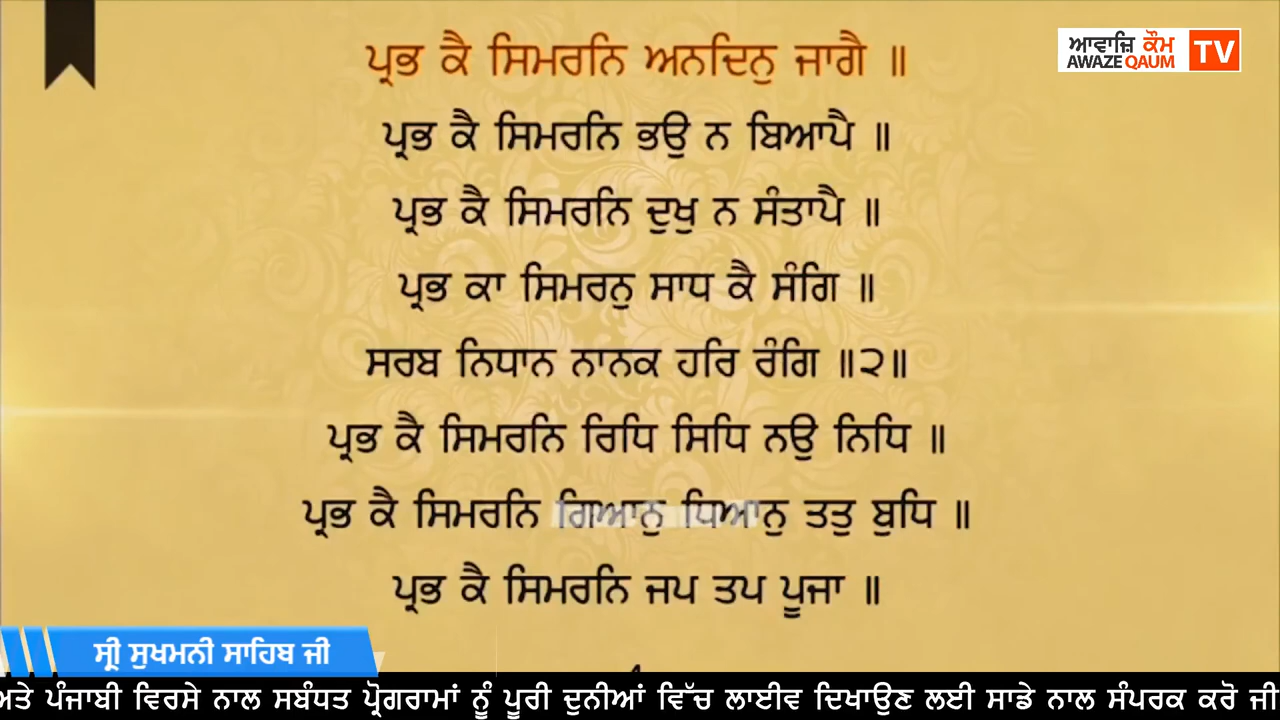 ਪ੍ਰਭ ਕੈ ਸਿਮਰਨਿ ਅਨਦਿਨੁ ਜਾਗੈ ॥
ਆਵਾਜ਼ਿ ਕੌਮ
AWAZE QAUM
TV
ਪ੍ਰਭ ਕੈ ਸਿਮਰਨਿ ਭਉ ਨ ਬਿਆਪੈ ॥
ਪ੍ਰਭ ਕੈ ਸਿਮਰਨਿ ਦੁਖੁ ਨ ਸੰਤਾਪੈ ॥
ਪ੍ਰਭ ਕਾ ਸਿਮਰਨੁ ਸਾਧ ਕੈ ਸੰਗਿ ॥
ਸਰਬ ਨਿਧਾਨ ਨਾਨਕ ਹਰਿ ਰੰਗਿ ॥੨॥
ਪ੍ਰਭ ਕੈ ਸਿਮਰਨਿ ਰਿਧਿ ਸਿਧਿ ਨਉ ਨਿਧਿ ॥
ਪ੍ਰਭ ਕੈ ਸਿਮਰਨਿ ਗਿਆਨੁ ਧਿਆਨੁ ਤਤੁ ਬੁਧਿ ॥
ਪ੍ਰਭ ਕੈ ਸਿਮਰਨਿ ਜਪ ਤਪ ਪੂਜਾ ॥
ਸ੍ਰੀ ਸੁਖਮਨੀ ਸਾਹਿਬ ਜੀ
ਅਤੇ ਪੰਜਾਬੀ ਵਿਰਸੇ ਨਾਲ ਸਬੰਧਤ ਪ੍ਰੋਗਰਾਮਾਂ ਨੂੰ ਪੂਰੀ ਦੁਨੀਆਂ ਵਿੱਚ ਲਾਈਵ ਦਿਖਾਉਣ ਲਈ ਸਾਡੇ ਨਾਲ ਸੰਪਰਕ ਕਰੋ ਜੀ